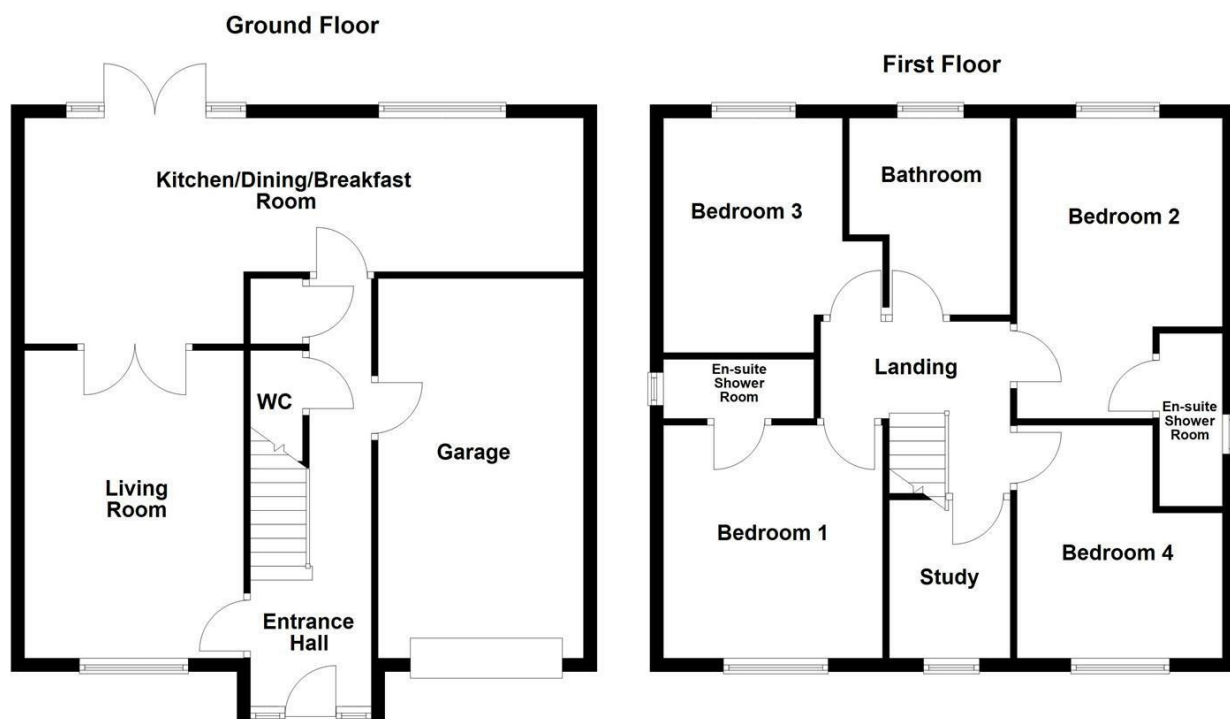 Ground Floor
Kitchen/Dining/Breakfast
Room
WC
Garage
Living
Room
Entrance
Hall
First Floor
Bedroom 3
Bathroom
Bedroom 2
En-suite
Shower
Room
Landing
En-suite
Shower
Room
Bedroom 1
Study
Bedroom 4